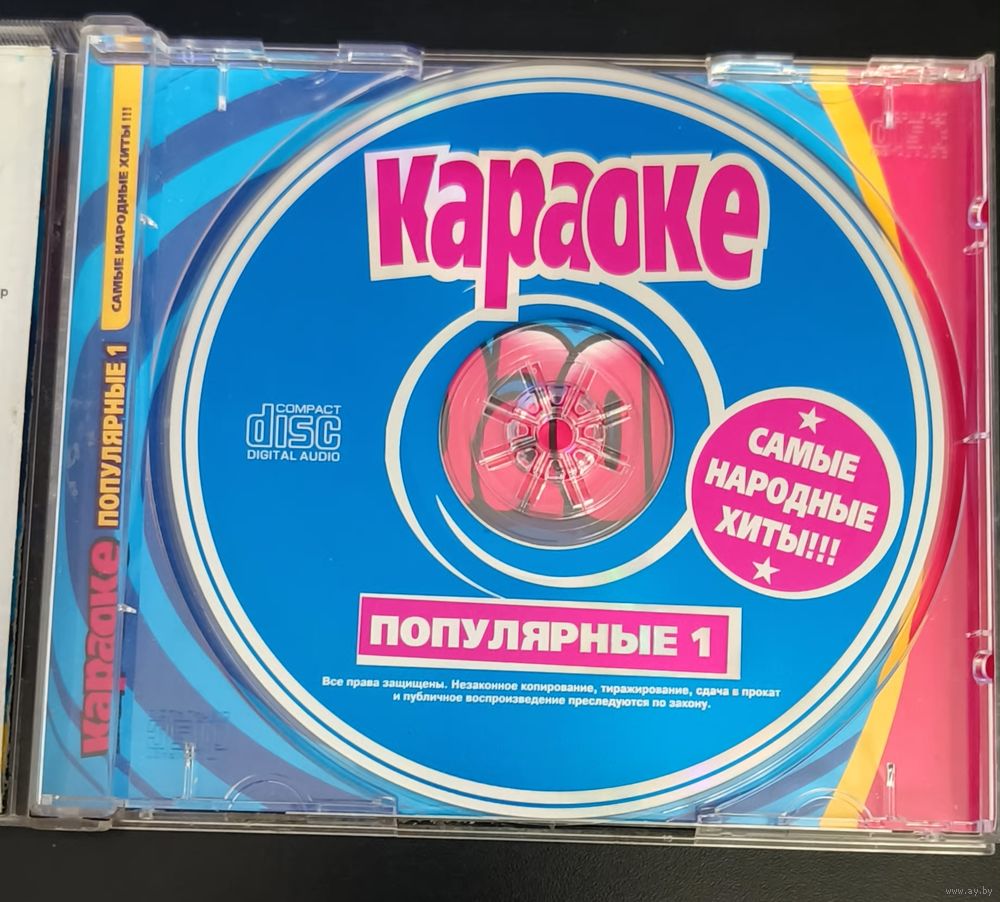 р
Караоке ПОПУЛЯРНЫЕ 1 САМЫЕ НАРОДНЫЕ ХИТЫ!!!
Караоке
COMPACT
disc
DIGITAL AUDIO
САМЫЕ
НАРОДНЫЕ
ХИТЫ!!!
ПОПУЛЯРНЫЕ 1
Все права защищены. Незаконное копирование, тиражирование, сдача в прокат
и публичное воспроизведение преследуются по закону.
www.ay.by